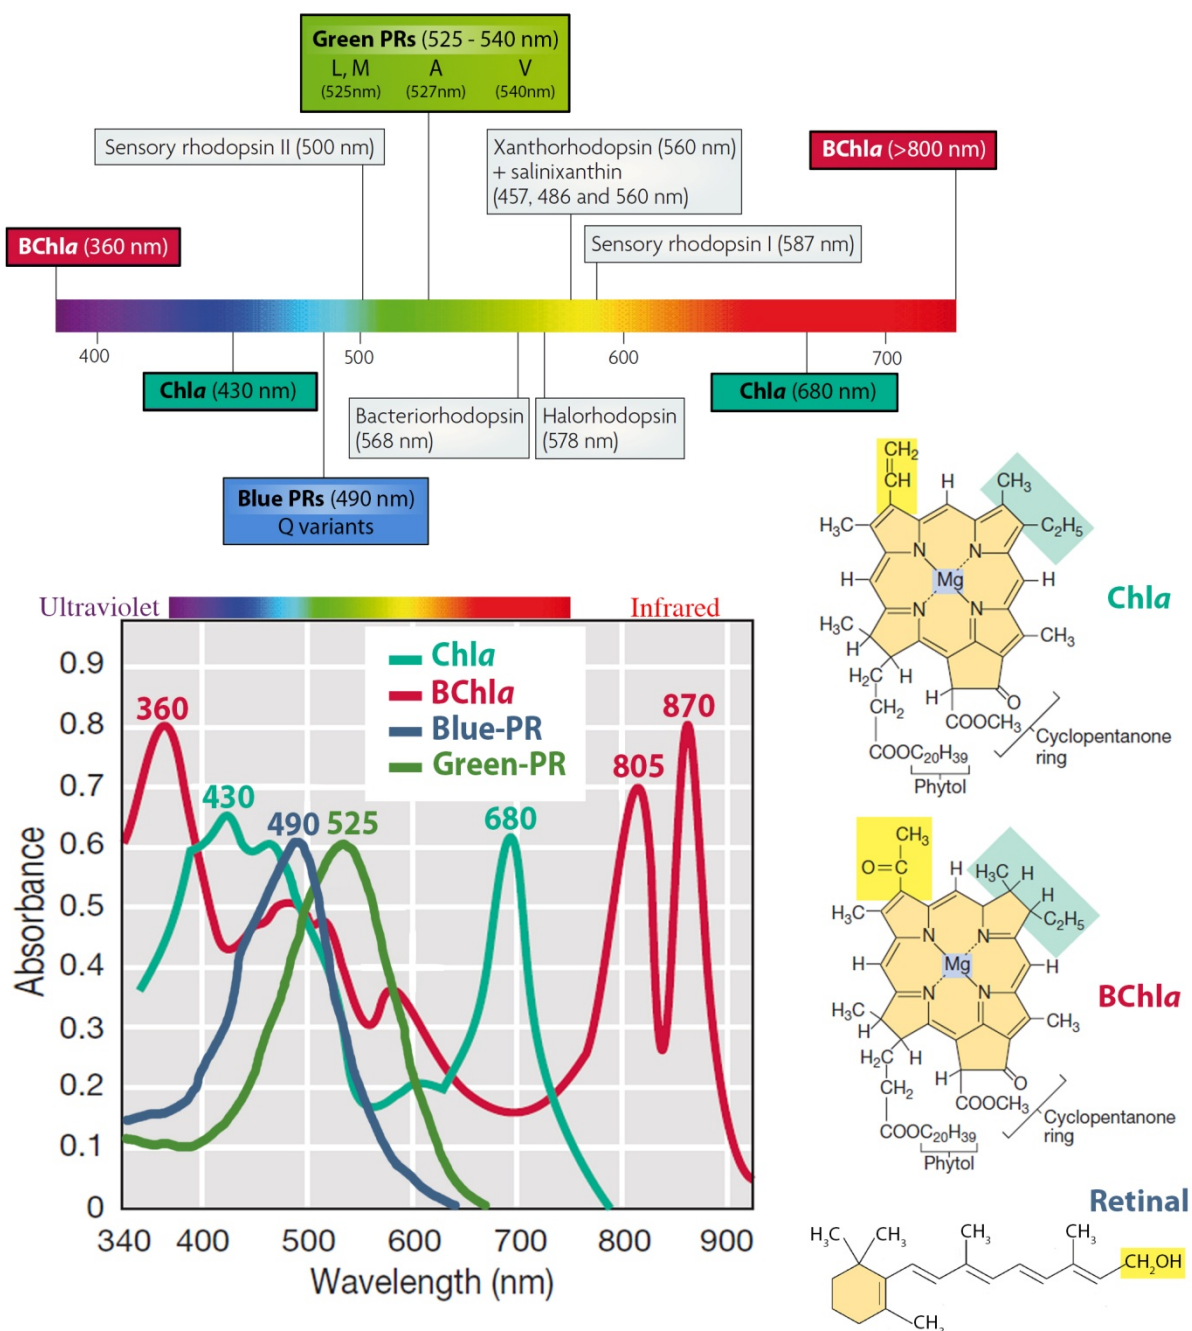 Green PRs (525 - 540 nm)
L, M A V
(525nm) (527nm) (540nm)
Sensory rhodopsin II (500 nm)
Xanthorhodopsin (560 nm)
+ salinixanthin
(457, 486 and 560 nm)
BChla (>800 nm)
BChla (360 nm)
Sensory rhodopsin I (587 nm)
400 500 600 700
Chla (430 nm)
Chla (680 nm)
Bacteriorhodopsin
(568 nm)
Halorhodopsin
(578 nm)
Blue PRs (490 nm)
Q variants
Ultraviolet
Infrared
Chla
BChla
Blue-PR
Green-PR
360
430
490
525
680
805
870
0.9
0.8
0.7
0.6
0.5
0.4
0.3
0.2
0.1
0
Absorbance
340 400 500 600 700 800 900
Wavelength (nm)
CH₂
CH
H
CH₃
C₂H₅
H₃C
N
N
H
Mg
H
Chla
N
N
H₃C
H
CH₃
H
H₂C
H
O
CH₂
COOCH₃
COOC₂₀H₃₉
Phytol
Cyclopentanone
ring
CH₃
O
C
H
H₃C
H
H
C₂H₅
H₃C
N
N
H
Mg
H
BChla
N
N
H₃C
H
CH₃
H
H₂C
H
O
CH₂
COOCH₃
COOC₂₀H₃₉
Phytol
Cyclopentanone
ring
Retinal
H₃C
CH₃
CH₃
CH₃
CH₂OH
CH₃